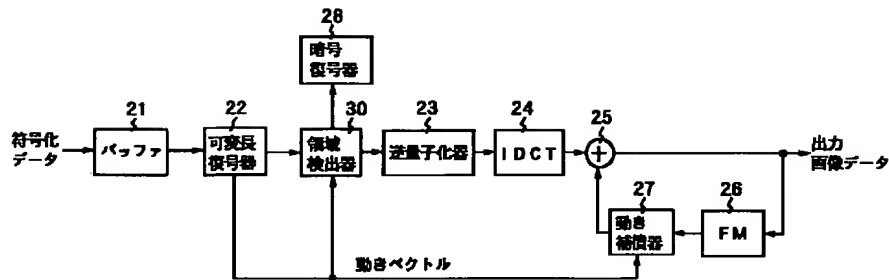 28
暗号
復号器
21
22
30
23
24
25
符号化
データ
バッファ
可変長
復号器
領域
検出器
逆量子化器
IDCT
+
出力
画像データ
27
26
動き
補償器
FM
動きベクトル